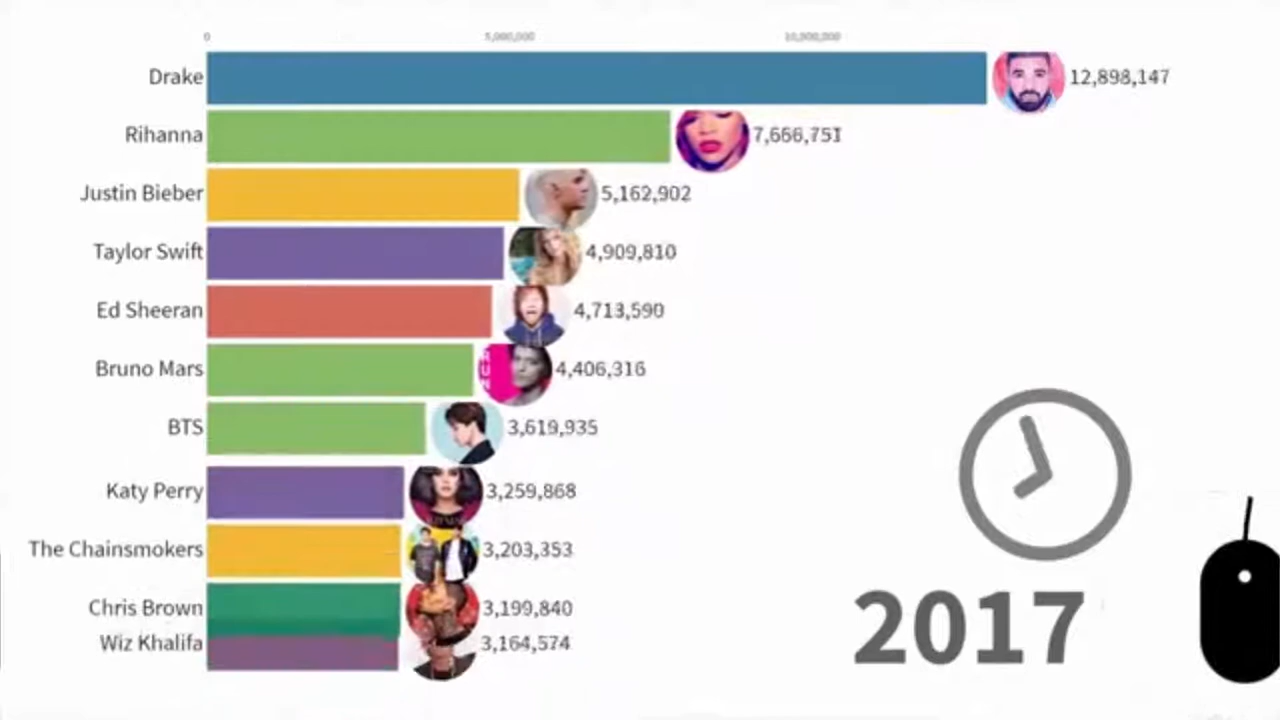 0 5,000,000 10,000,000
Drake 12,898,147
Rihanna 7,666,751
Justin Bieber 5,162,902
Taylor Swift 4,909,810
Ed Sheeran 4,713,590
Bruno Mars 4,406,316
BTS 3,619,935
Katy Perry 3,259,868
The Chainsmokers 3,203,353
Chris Brown 3,199,840
Wiz Khalifa 3,164,574
2017